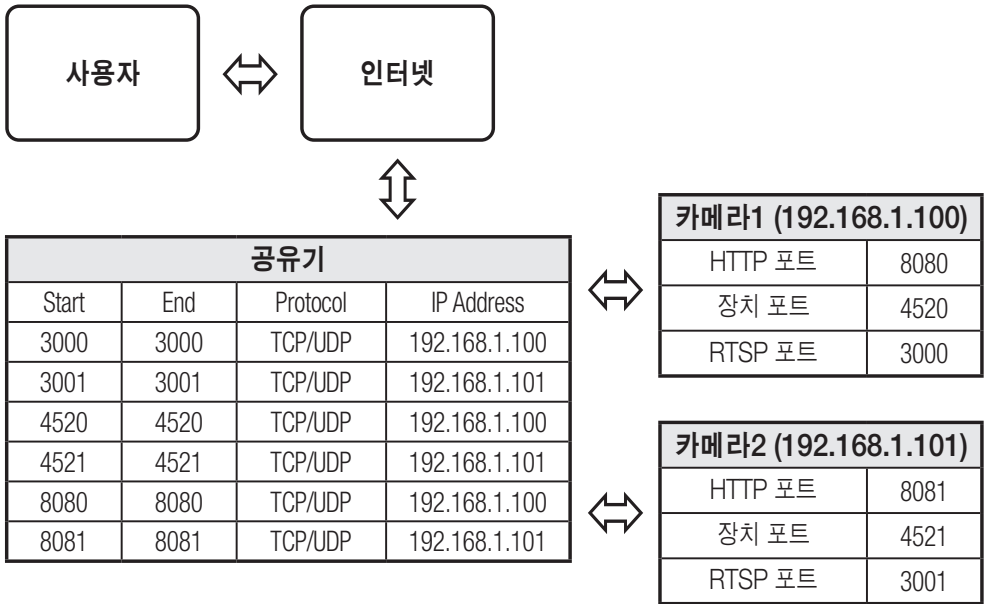 사용자
인터넷
공유기
Start End Protocol IP Address
3000 3000 TCP/UDP 192.168.1.100
3001 3001 TCP/UDP 192.168.1.101
4520 4520 TCP/UDP 192.168.1.100
4521 4521 TCP/UDP 192.168.1.101
8080 8080 TCP/UDP 192.168.1.100
8081 8081 TCP/UDP 192.168.1.101
카메라1 (192.168.1.100)
HTTP 포트 8080
장치 포트 4520
RTSP 포트 3000
카메라2 (192.168.1.101)
HTTP 포트 8081
장치 포트 4521
RTSP 포트 3001